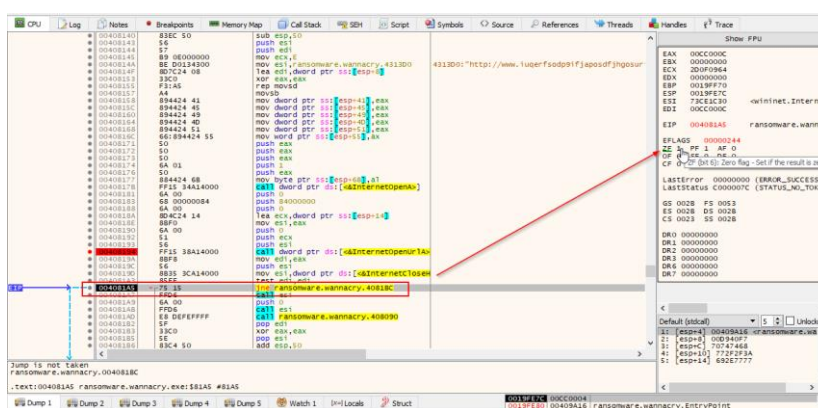 CPU Log Notes Breakpoints Memory Map Call Stack SEH Script Symbols Source References Threads Handles Trace
00408140 83EC 50 sub esp,50
00408143 56 push esi
00408144 57 push edi
00408145 B9 0E000000 mov ecx,E
0040814A BE D0134300 mov esi,ransomware.wannacry.4313D0 4313D0:"http://www.iuqerfsodp9ifjaposdfjhgosur
0040814F 8D7C24 08 lea edi,dword ptr ss:[esp+8]
00408153 33C0 xor eax,eax
00408155 F3:A5 rep movsd
00408157 A4 movsb
00408158 894424 41 mov dword ptr ss:[esp+41],eax
0040815C 894424 45 mov dword ptr ss:[esp+45],eax
00408160 894424 49 mov dword ptr ss:[esp+49],eax
00408164 894424 4D mov dword ptr ss:[esp+4D],eax
00408168 894424 51 mov dword ptr ss:[esp+51],eax
0040816C 66:894424 55 mov word ptr ss:[esp+55],ax
00408171 50 push eax
00408172 50 push eax
00408173 50 push eax
00408174 6A 01 push 1
00408176 50 push eax
00408177 884424 6B mov byte ptr ss:[esp+6B],al
0040817B FF15 34A14000 call dword ptr ds:[<&InternetOpenA>]
00408181 6A 00 push 0
00408183 68 00000084 push 84000000
00408188 6A 00 push 0
0040818A 8D4C24 14 lea ecx,dword ptr ss:[esp+14]
0040818E 8BF0 mov esi,eax
00408190 6A 00 push 0
00408192 51 push ecx
00408193 56 push esi
00408194 FF15 38A14000 call dword ptr ds:[<&InternetOpenUrlA>]
0040819A 8BF8 mov edi,eax
0040819C 56 push esi
0040819D 8B35 3CA14000 mov esi,dword ptr ds:[<&InternetCloseH
EIP 004081A5 75 15 jne ransomware.wannacry.4081BC
004081A7 FFD6 call esi
004081A9 6A 00 push 0
004081AB FFD6 call esi
004081AD E8 DEFEFFFF call ransomware.wannacry.408090
004081B2 5F pop edi
004081B3 33C0 xor eax,eax
004081B5 5E pop esi
004081B6 83C4 50 add esp,50
Show FPU
EAX 00CC000C
EBX 00000000
ECX 2D0F0964
EDX 00000000
EBP 0019FF70
ESP 0019FE7C
ESI 73CE1C30 <wininet.Intern
EDI 00CC000C
EIP 004081A5 ransomware.wann
EFLAGS 00000244
ZF 1 PF 1 AF 0
ZF (bit 6): Zero flag - Set if the result is
LastError 00000000 (ERROR_SUCCESS
LastStatus C000007C (STATUS_NO_TOK
GS 002B FS 0053
ES 002B DS 002B
CS 0023 SS 002B
DR0 00000000
DR1 00000000
DR2 00000000
DR3 00000000
DR6 00000000
DR7 00000000
Default (stdcall) 5 Unlock
1: [esp+4] 00409A16 <ransomware.wa
2: [esp+8] 00D940F7
3: [esp+C] 70747468
4: [esp+10] 772F2F3A
5: [esp+14] 692E7777
Jump is not taken
ransomware.wannacry.004081BC
.text:004081A5 ransomware.wannacry.exe:$81A5 #81A5
Dump 1 Dump 2 Dump 3 Dump 4 Dump 5 Watch 1 [x=] Locals Struct
0019FE7C 00CC0004
0019FE80 00409A16 ransomware.wannacry.EntryPoint